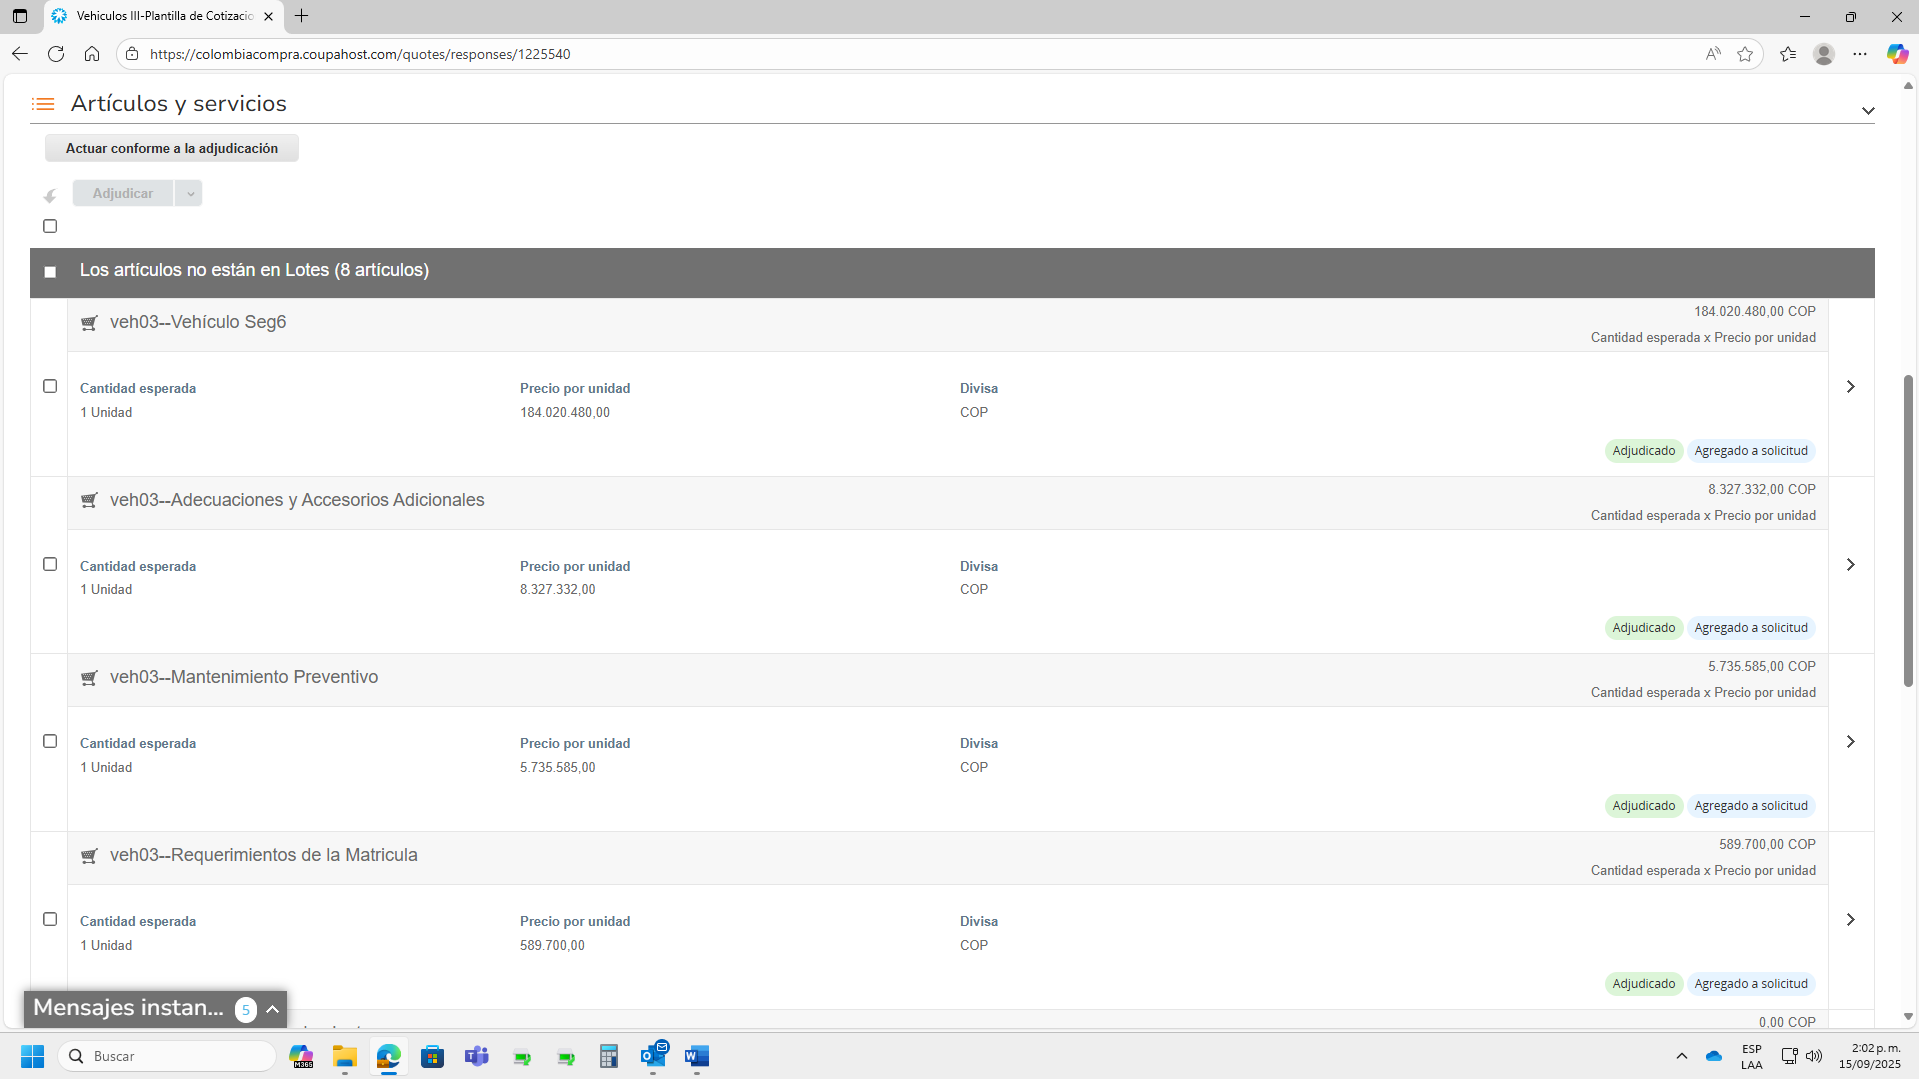 Vehiculos III-Plantilla de Cotizacio
https://colombiacompra.coupahost.com/quotes/responses/1225540
Artículos y servicios
Actuar conforme a la adjudicación
Adjudicar
Los artículos no están en Lotes (8 artículos)
veh03--Vehículo Seg6
184.020.480,00 COP
Cantidad esperada x Precio por unidad
Cantidad esperada Precio por unidad Divisa
1 Unidad 184.020.480,00 COP
Adjudicado Agregado a solicitud
veh03--Adecuaciones y Accesorios Adicionales
8.327.332,00 COP
Cantidad esperada x Precio por unidad
Cantidad esperada Precio por unidad Divisa
1 Unidad 8.327.332,00 COP
Adjudicado Agregado a solicitud
veh03--Mantenimiento Preventivo
5.735.585,00 COP
Cantidad esperada x Precio por unidad
Cantidad esperada Precio por unidad Divisa
1 Unidad 5.735.585,00 COP
Adjudicado Agregado a solicitud
veh03--Requerimientos de la Matricula
589.700,00 COP
Cantidad esperada x Precio por unidad
Cantidad esperada Precio por unidad Divisa
1 Unidad 589.700,00 COP
Adjudicado Agregado a solicitud
Mensajes instan... 5
0,00 COP
Buscar
M365
ESP
LAA
2:02 p. m.
15/09/2025